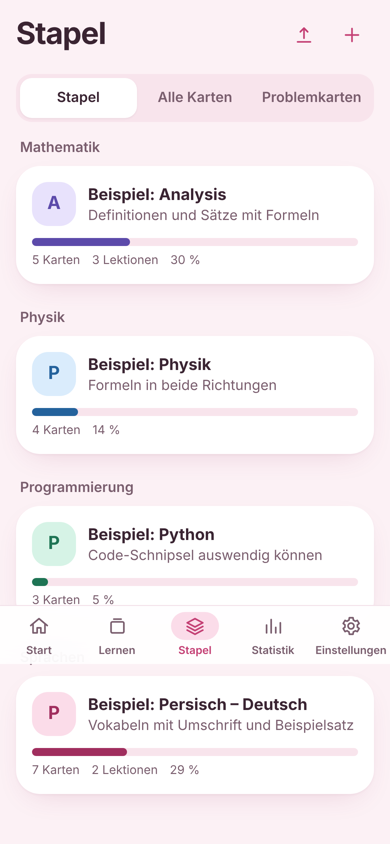 Stapel
Stapel
Alle Karten
Problemkarten
Mathematik
A
Beispiel: Analysis
Definitionen und Sätze mit Formeln
5 Karten 3 Lektionen 30 %
Physik
P
Beispiel: Physik
Formeln in beide Richtungen
4 Karten 14 %
Programmierung
P
Beispiel: Python
Code-Schnipsel auswendig können
3 Karten 5 %
Start
Lernen
Stapel
Statistik
Einstellungen
P
Beispiel: Persisch – Deutsch
Vokabeln mit Umschrift und Beispielsatz
7 Karten 2 Lektionen 29 %